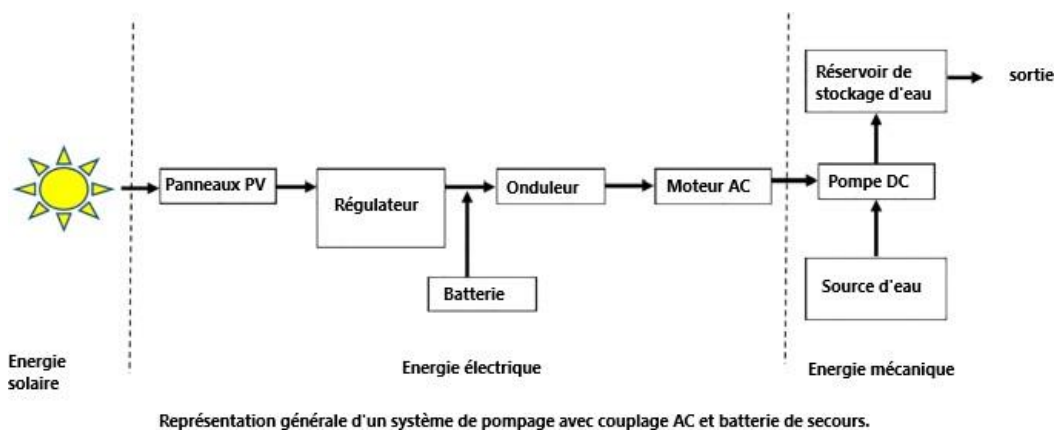 Réservoir de
stockage d'eau
sortie
Panneaux PV
Régulateur
Onduleur
Moteur AC
Pompe DC
Batterie
Source d'eau
Energie
solaire
Energie électrique
Energie mécanique
Représentation générale d'un système de pompage avec couplage AC et batterie de secours.